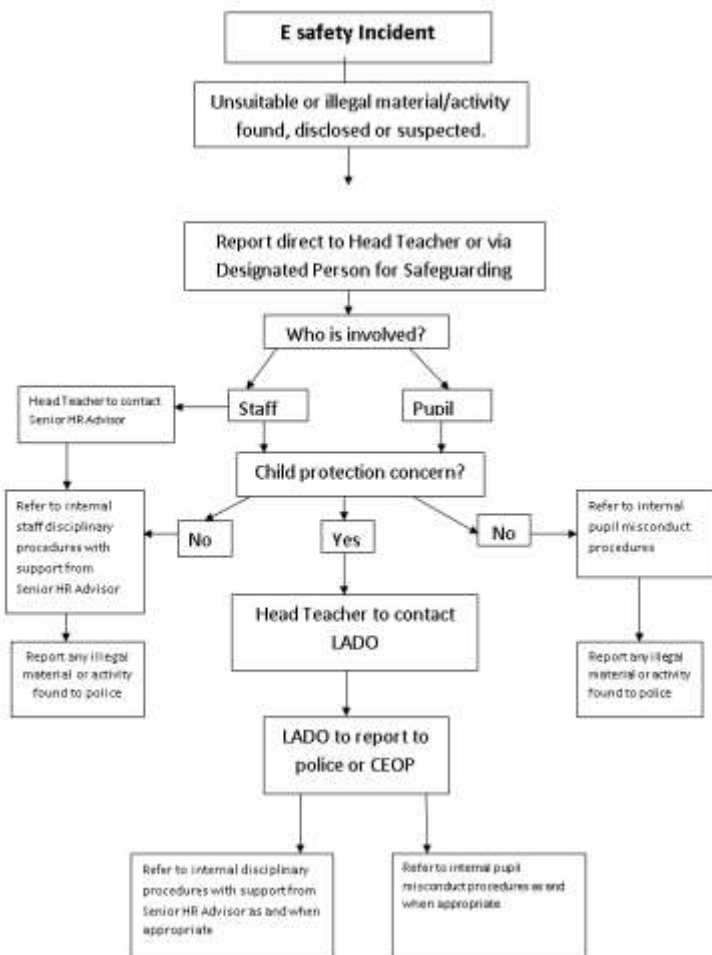 E safety Incident
Unsuitable or illegal material/activity
found, disclosed or suspected.
Report direct to Head Teacher or via
Designated Person for Safeguarding
Who is involved?
Head Teacher to contact
Senior HR Advisor
Staff
Pupil
Child protection concern?
Refer to internal
staff disciplinary
procedures with
support from
Senior HR Advisor
No
Yes
No
Refer to internal
pupil misconduct
procedures
Head Teacher to contact
LADO
Report any illegal
material or activity
found to police
Report any illegal
material or activity
found to police
LADO to report to
police or CEOP
Refer to internal disciplinary
procedures with support from
Senior HR Advisor as and when
appropriate
Refer to internal pupil
misconduct procedures as and
when appropriate